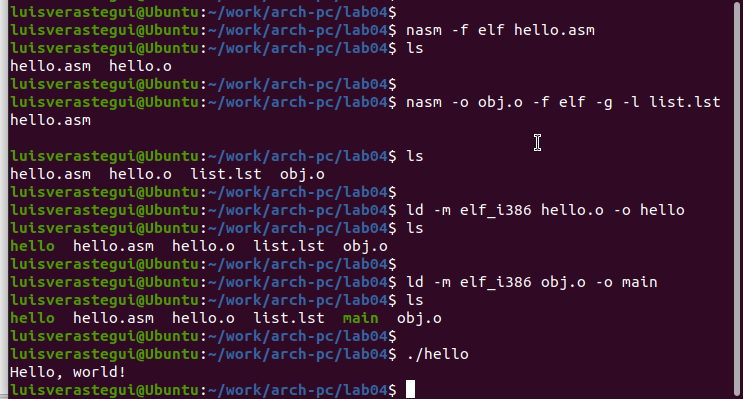 luisverastegui@Ubuntu:~/work/arch-pc/lab04$
luisverastegui@Ubuntu:~/work/arch-pc/lab04$ nasm -f elf hello.asm
luisverastegui@Ubuntu:~/work/arch-pc/lab04$ ls
hello.asm  hello.o
luisverastegui@Ubuntu:~/work/arch-pc/lab04$
luisverastegui@Ubuntu:~/work/arch-pc/lab04$ nasm -o obj.o -f elf -g -l list.lst
hello.asm
luisverastegui@Ubuntu:~/work/arch-pc/lab04$ ls
hello.asm  hello.o  list.lst  obj.o
luisverastegui@Ubuntu:~/work/arch-pc/lab04$
luisverastegui@Ubuntu:~/work/arch-pc/lab04$ ld -m elf_i386 hello.o -o hello
luisverastegui@Ubuntu:~/work/arch-pc/lab04$ ls
hello  hello.asm  hello.o  list.lst  obj.o
luisverastegui@Ubuntu:~/work/arch-pc/lab04$
luisverastegui@Ubuntu:~/work/arch-pc/lab04$ ld -m elf_i386 obj.o -o main
luisverastegui@Ubuntu:~/work/arch-pc/lab04$ ls
hello  hello.asm  hello.o  list.lst  main  obj.o
luisverastegui@Ubuntu:~/work/arch-pc/lab04$
luisverastegui@Ubuntu:~/work/arch-pc/lab04$ ./hello
Hello, world!
luisverastegui@Ubuntu:~/work/arch-pc/lab04$